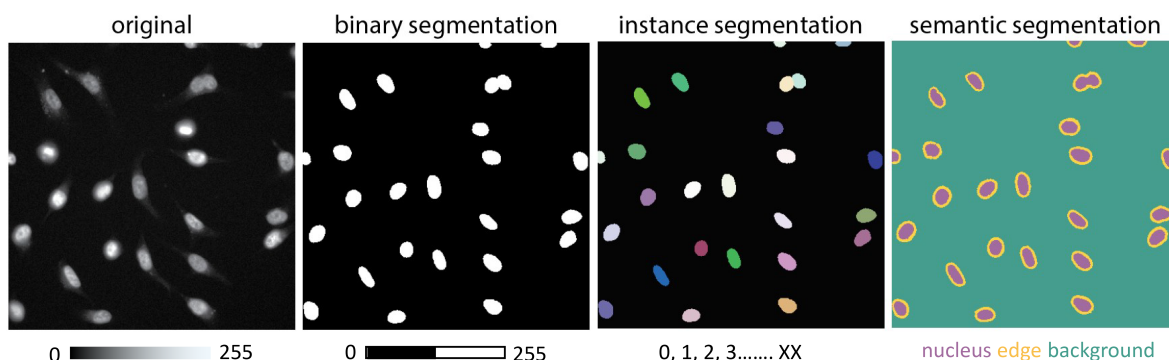 original
binary segmentation
instance segmentation
semantic segmentation
0 255
0 255
0, 1, 2, 3....... XX
nucleus edge background